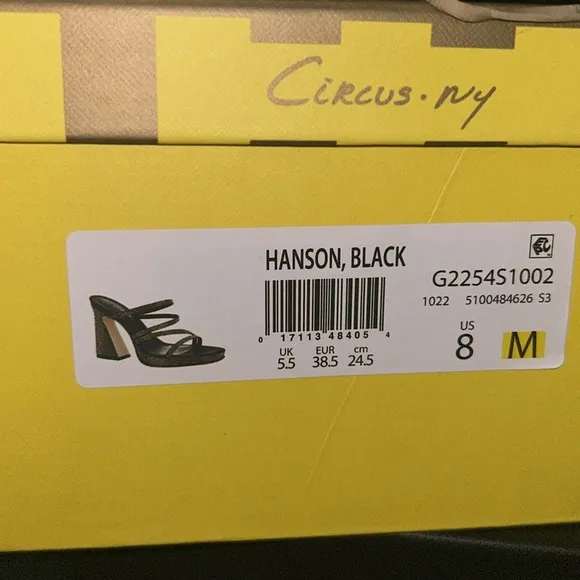 Circus.ny
HANSON, BLACK
G2254S1002
1022 5100484626 S3
0 17113 48405 4
UK EUR cm
5.5 38.5 24.5
US
8 M